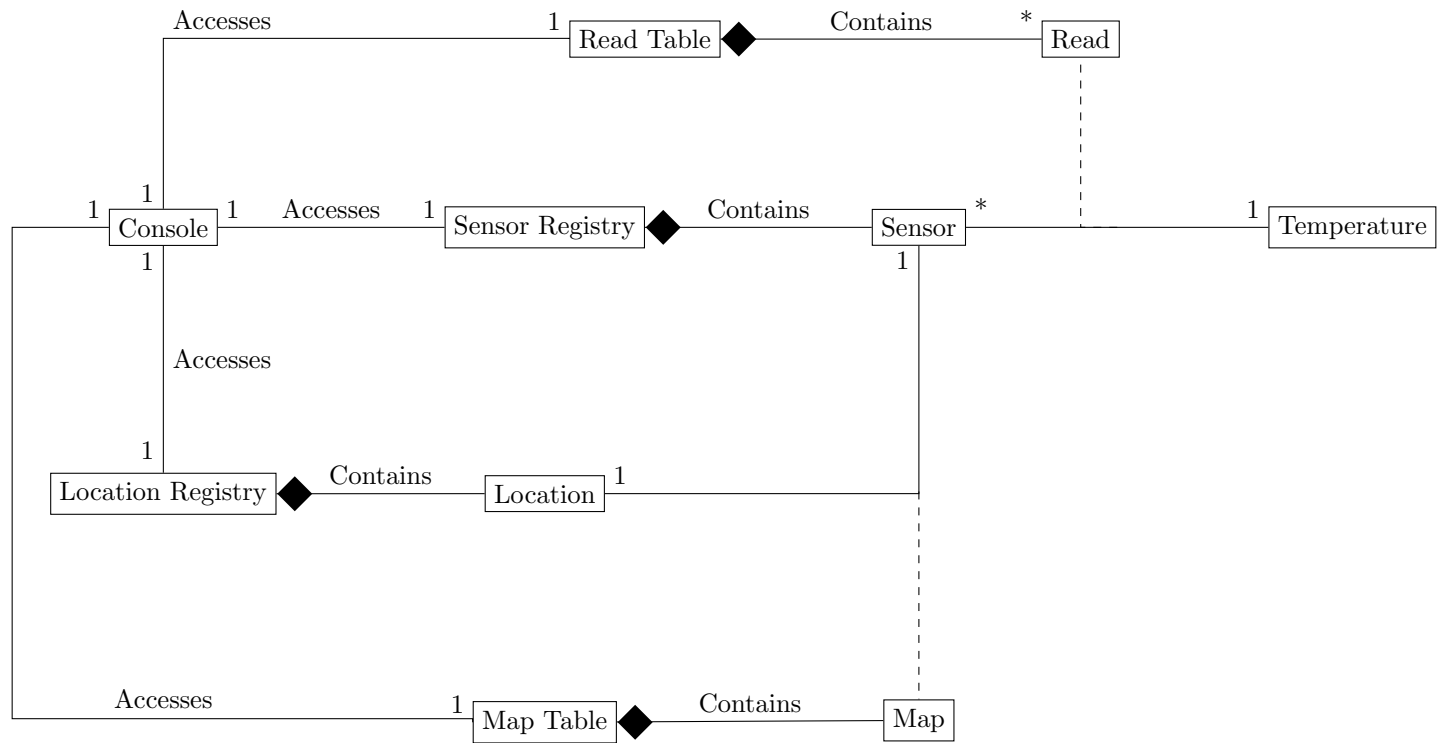 Accesses
1
Read Table
Contains
*
Read
1
1
Console
1
Accesses
1
Sensor Registry
Contains
Sensor
*
1
Temperature
1
1
Accesses
1
Location Registry
Contains
Location
1
Accesses
1
Map Table
Contains
Map